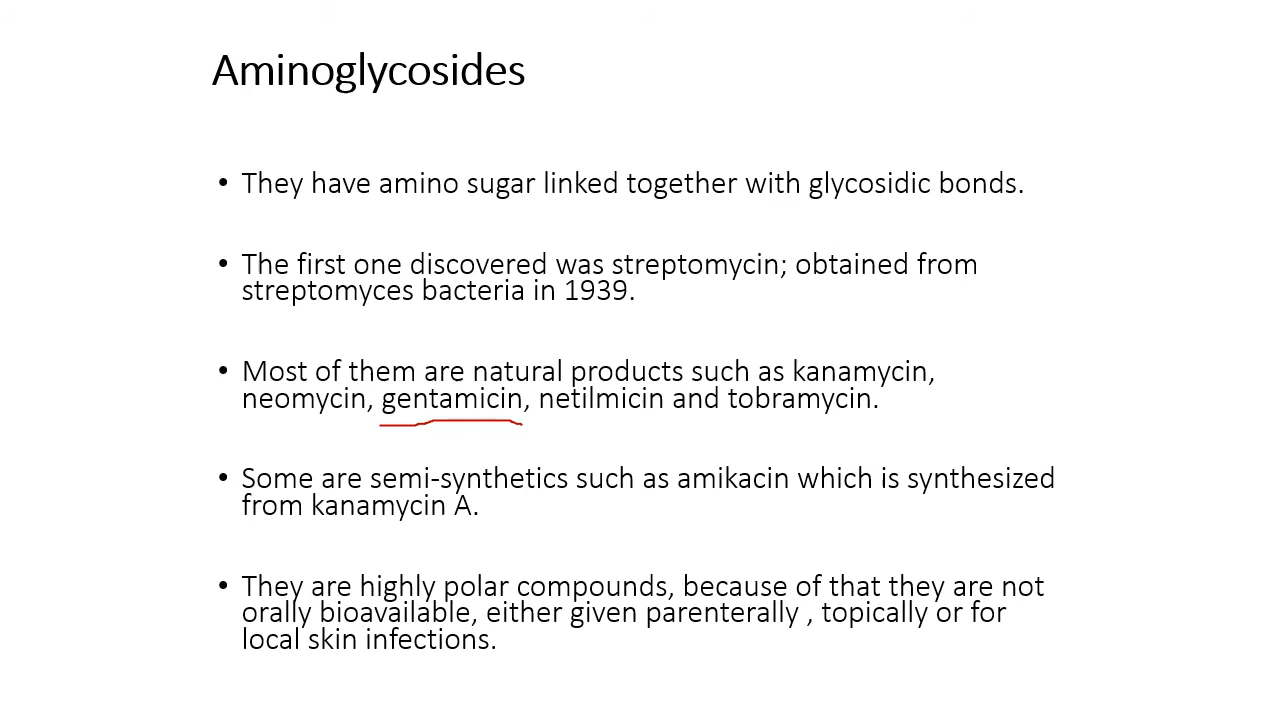 Aminoglycosides
• They have amino sugar linked together with glycosidic bonds.
• The first one discovered was streptomycin; obtained from
streptomyces bacteria in 1939.
• Most of them are natural products such as kanamycin,
neomycin, gentamicin, netilmicin and tobramycin.
• Some are semi-synthetics such as amikacin which is synthesized
from kanamycin A.
• They are highly polar compounds, because of that they are not
orally bioavailable, either given parenterally , topically or for
local skin infections.